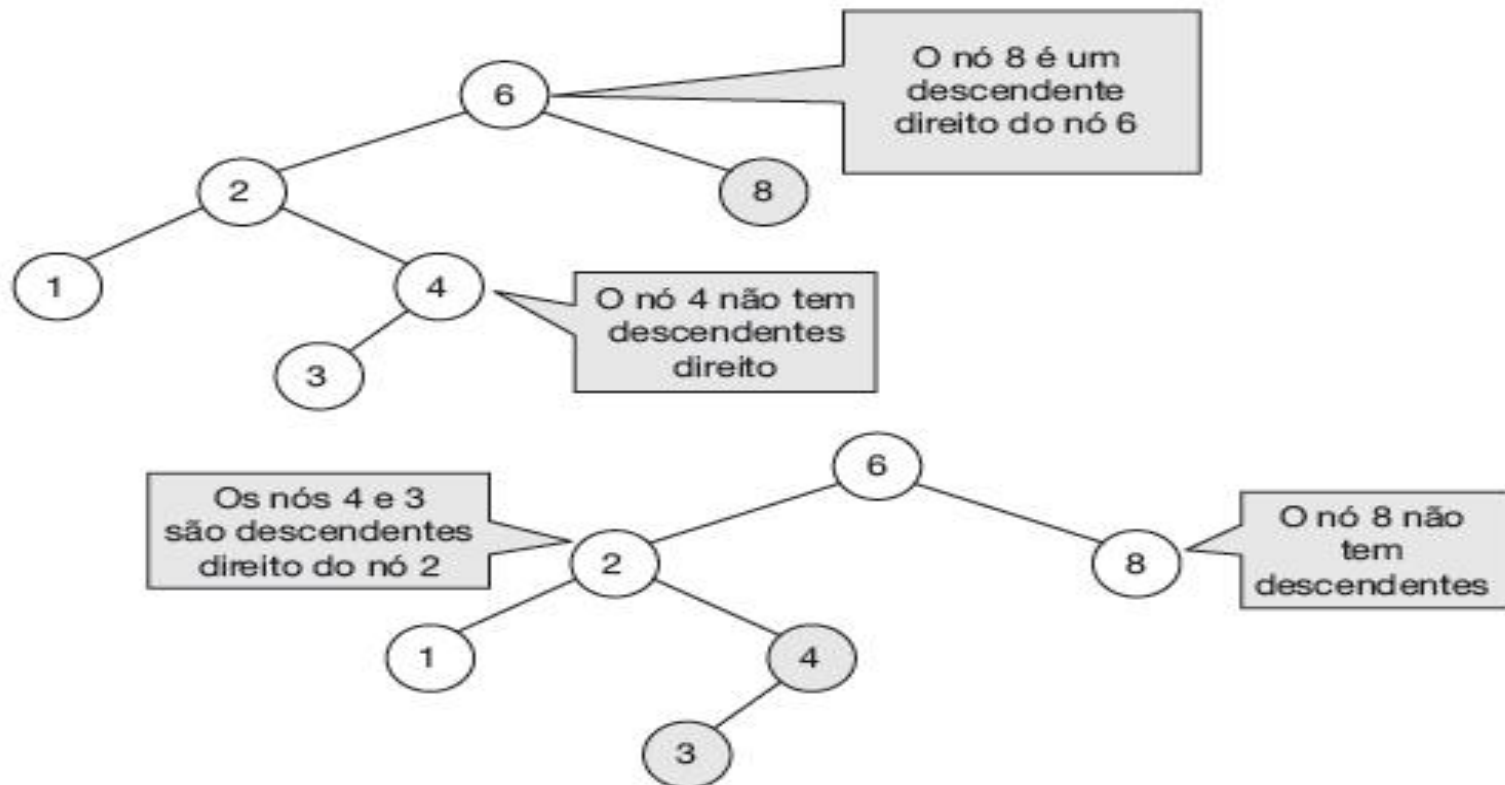 O nó 8 é um
descendente
direito do nó 6
6
2
8
1
4
O nó 4 não tem
descendentes
direito
3
6
Os nós 4 e 3
são descendentes
direito do nó 2
2
8
O nó 8 não
tem
descendentes
1
4
3